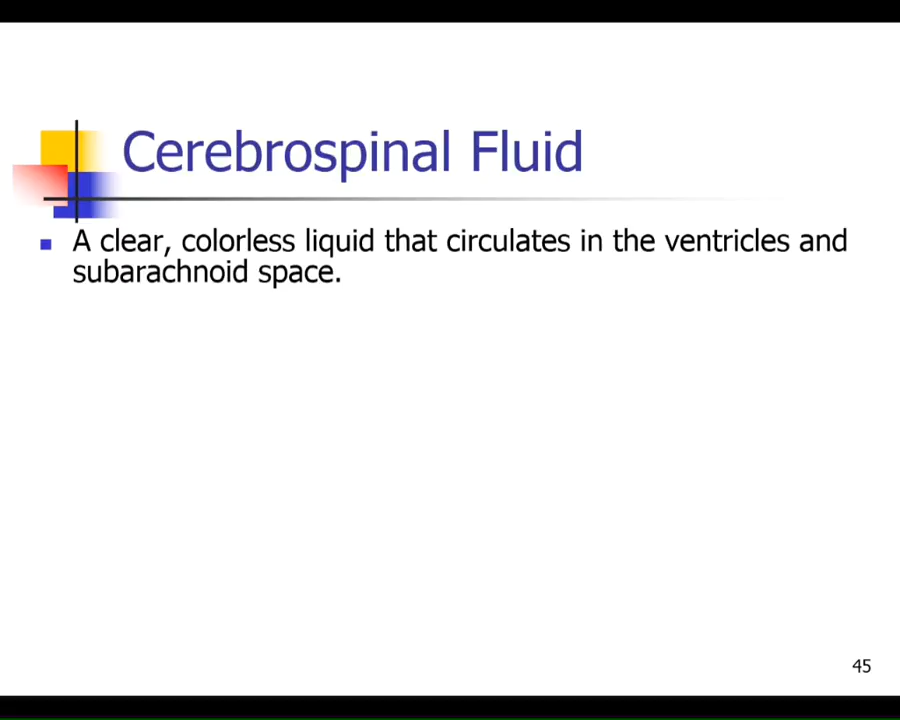 Cerebrospinal Fluid
A clear, colorless liquid that circulates in the ventricles and
subarachnoid space.
45